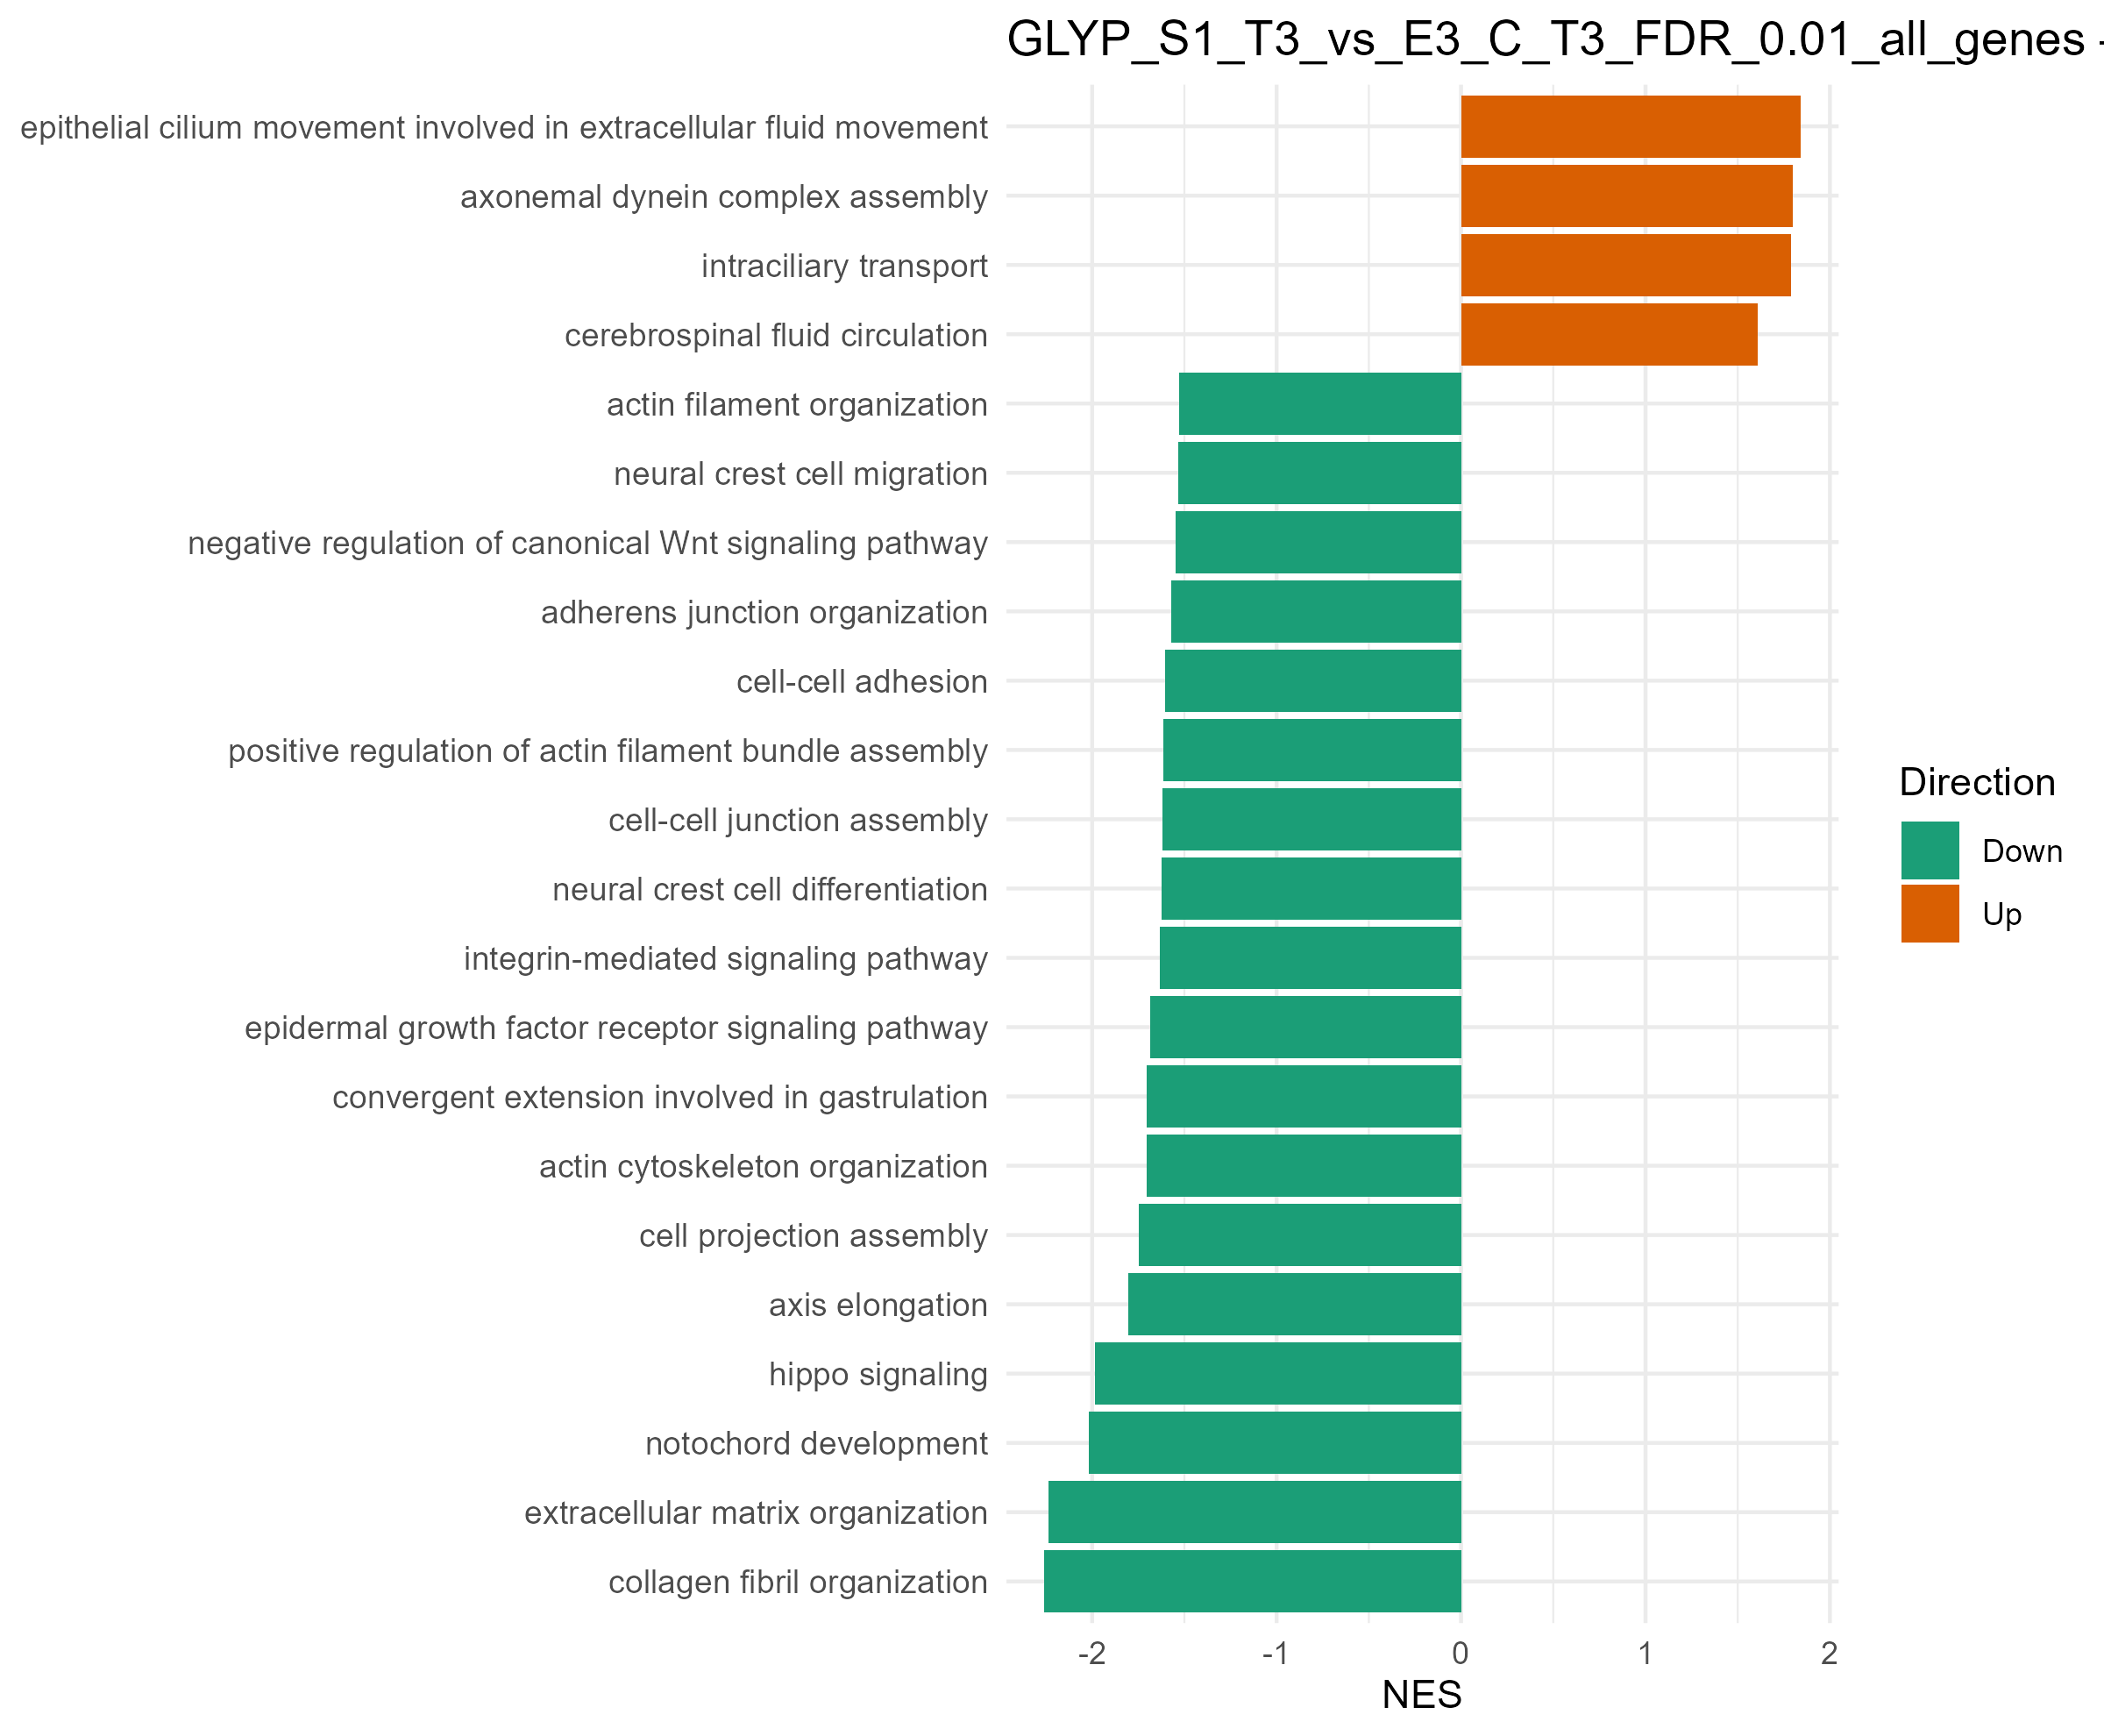 GLYP_S1_T3_vs_E3_C_T3_FDR_0.01_all_genes -
epithelial cilium movement involved in extracellular fluid movement
axonemal dynein complex assembly
intraciliary transport
cerebrospinal fluid circulation
actin filament organization
neural crest cell migration
negative regulation of canonical Wnt signaling pathway
adherens junction organization
cell-cell adhesion
positive regulation of actin filament bundle assembly
cell-cell junction assembly
neural crest cell differentiation
integrin-mediated signaling pathway
epidermal growth factor receptor signaling pathway
convergent extension involved in gastrulation
actin cytoskeleton organization
cell projection assembly
axis elongation
hippo signaling
notochord development
extracellular matrix organization
collagen fibril organization
-2 -1 0 1 2
NES
Direction
Down
Up